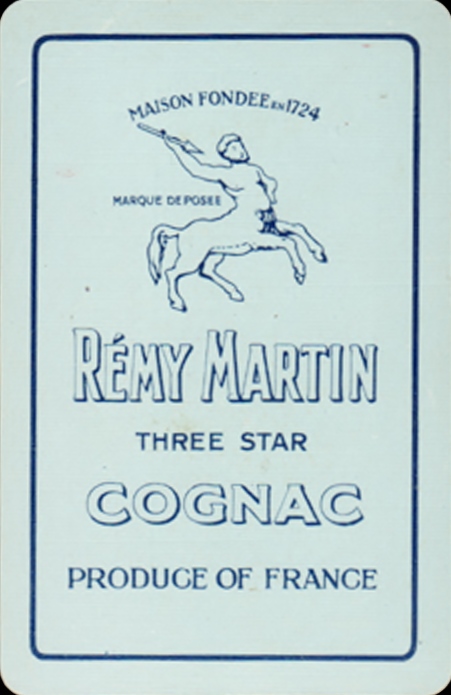 MAISON FONDEE EN 1724
MARQUE DEPOSEE
RÉMY MARTIN
THREE STAR
COGNAC
PRODUCE OF FRANCE